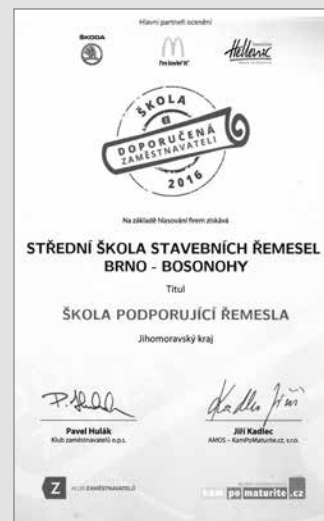 Hlavní partneři ocenění
ŠKODA
M
i'm lovin' it
Hellenic
ŠKOLA
DOPORUČENÁ
ZAMĚSTNAVATELI
2016
Na základě hlasování firem získává
STŘEDNÍ ŠKOLA STAVEBNÍCH ŘEMESEL
BRNO - BOSONOHY
Titul
ŠKOLA PODPORUJÍCÍ ŘEMESLA
Jihomoravský kraj
Pavel Hulák
Klub zaměstnavatelů o.p.s.
Jiří Kadlec
AMOS – KamPoMaturite.cz, s.r.o.
Z KLUB ZAMĚSTNAVATELŮ
kam po maturite .cz